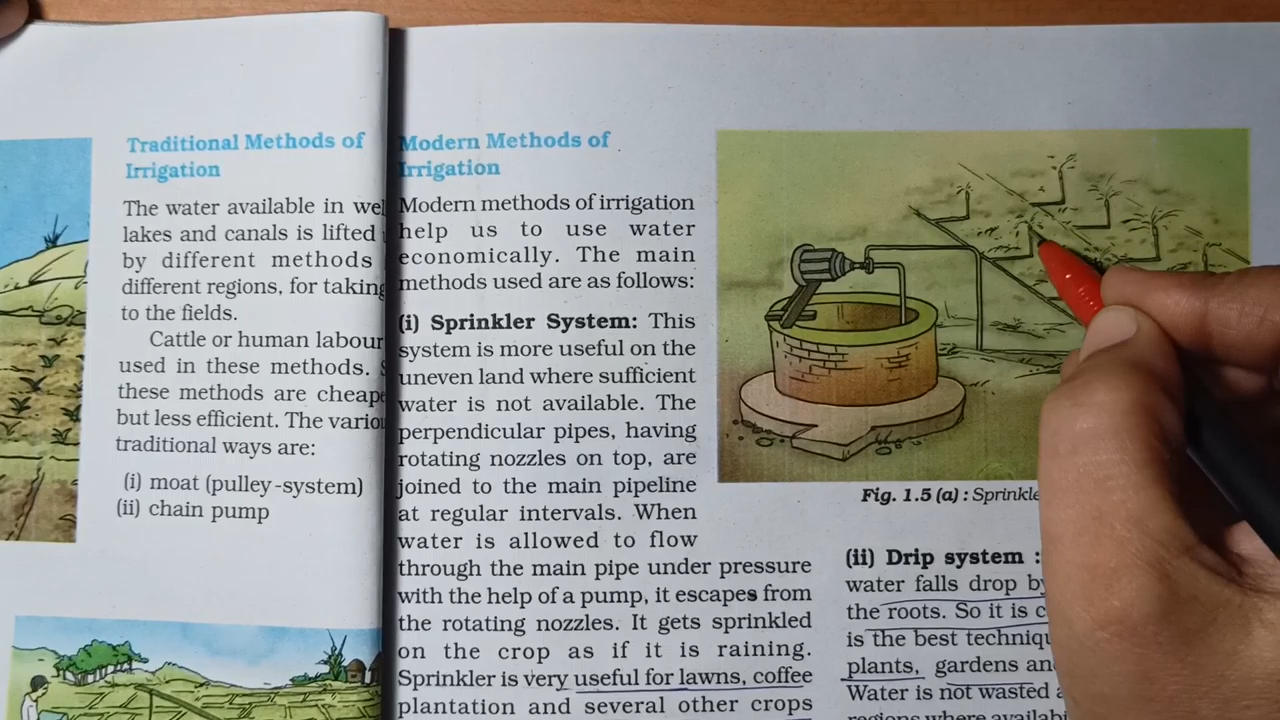 Traditional Methods of
Irrigation
The water available in
lakes and canals is lifted
by different methods
different regions, for taking
to the fields.
Cattle or human labour
used in these methods.
these methods are
but less efficient. The
traditional ways are:
(i) moat (pulley-system)
(ii) chain pump
Modern Methods of
Irrigation
Modern methods of irrigation
help us to use water
economically. The main
methods used are as follows:
(i) Sprinkler System: This
system is more useful on the
uneven land where sufficient
water is not available. The
perpendicular pipes, having
rotating nozzles on top, are
joined to the main pipeline
at regular intervals. When
water is allowed to flow
through the main pipe under pressure
with the help of a pump, it escapes from
the rotating nozzles. It gets sprinkled
on the crop as if it is raining.
Sprinkler is very useful for lawns, coffee
plantation and several other crops
Fig. 1.5 (a) :
(ii) Drip system :
water falls drop
the roots. So it is
is the best
plants, gardens
Water is not wasted
regions where